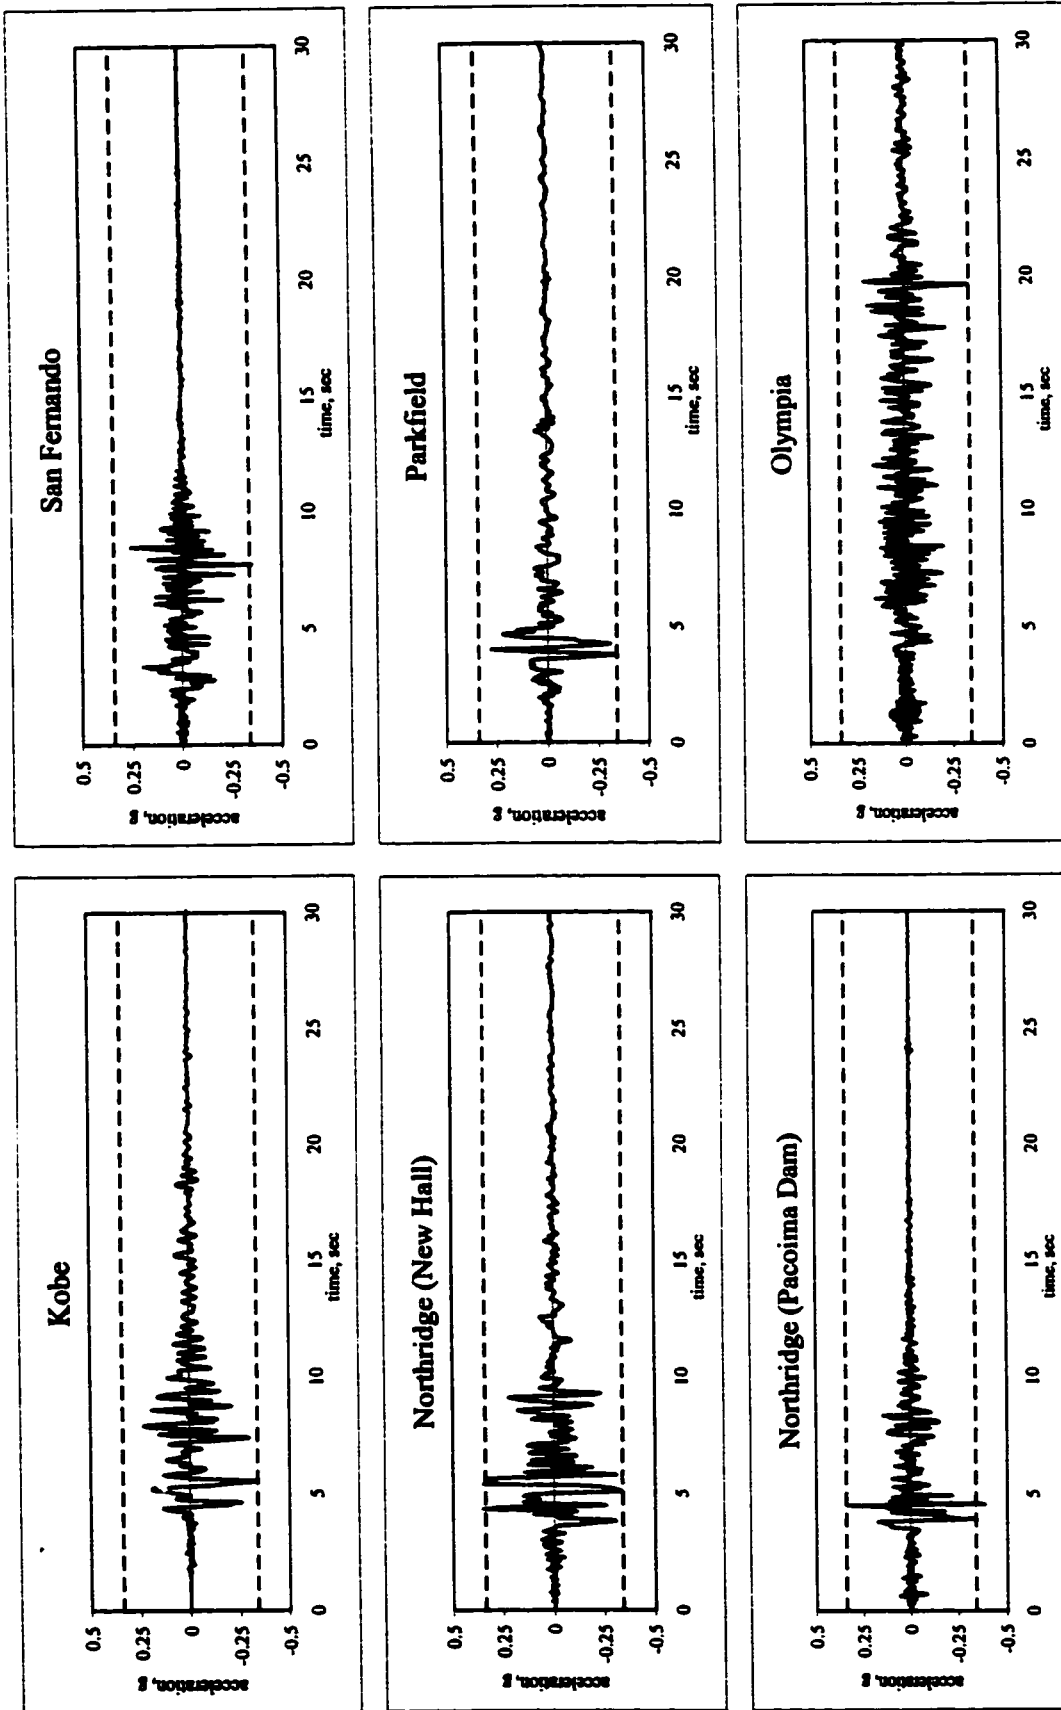 Kobe
0.5
0.25
0
-0.25
-0.5
acceleration, g
0 5 10 15 20 25 30
time, sec
San Fernando
0.5
0.25
0
-0.25
-0.5
acceleration, g
0 5 10 15 20 25 30
time, sec
Northridge (New Hall)
0.5
0.25
0
-0.25
-0.5
acceleration, g
0 5 10 15 20 25 30
time, sec
Parkfield
0.5
0.25
0
-0.25
-0.5
acceleration, g
0 5 10 15 20 25 30
time, sec
Northridge (Pacoima Dam)
0.5
0.25
0
-0.25
-0.5
acceleration, g
0 5 10 15 20 25 30
time, sec
Olympia
0.5
0.25
0
-0.25
-0.5
acceleration, g
0 5 10 15 20 25 30
time, sec